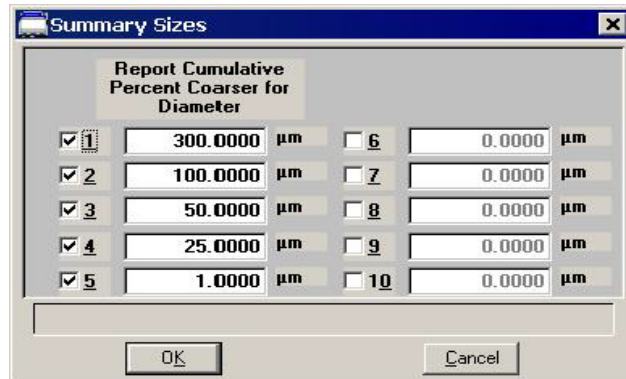 Summary Sizes
Report Cumulative
Percent Coarser for
Diameter
1 300.0000 µm 6 0.0000 µm
2 100.0000 µm 7 0.0000 µm
3 50.0000 µm 8 0.0000 µm
4 25.0000 µm 9 0.0000 µm
5 1.0000 µm 10 0.0000 µm
OK Cancel